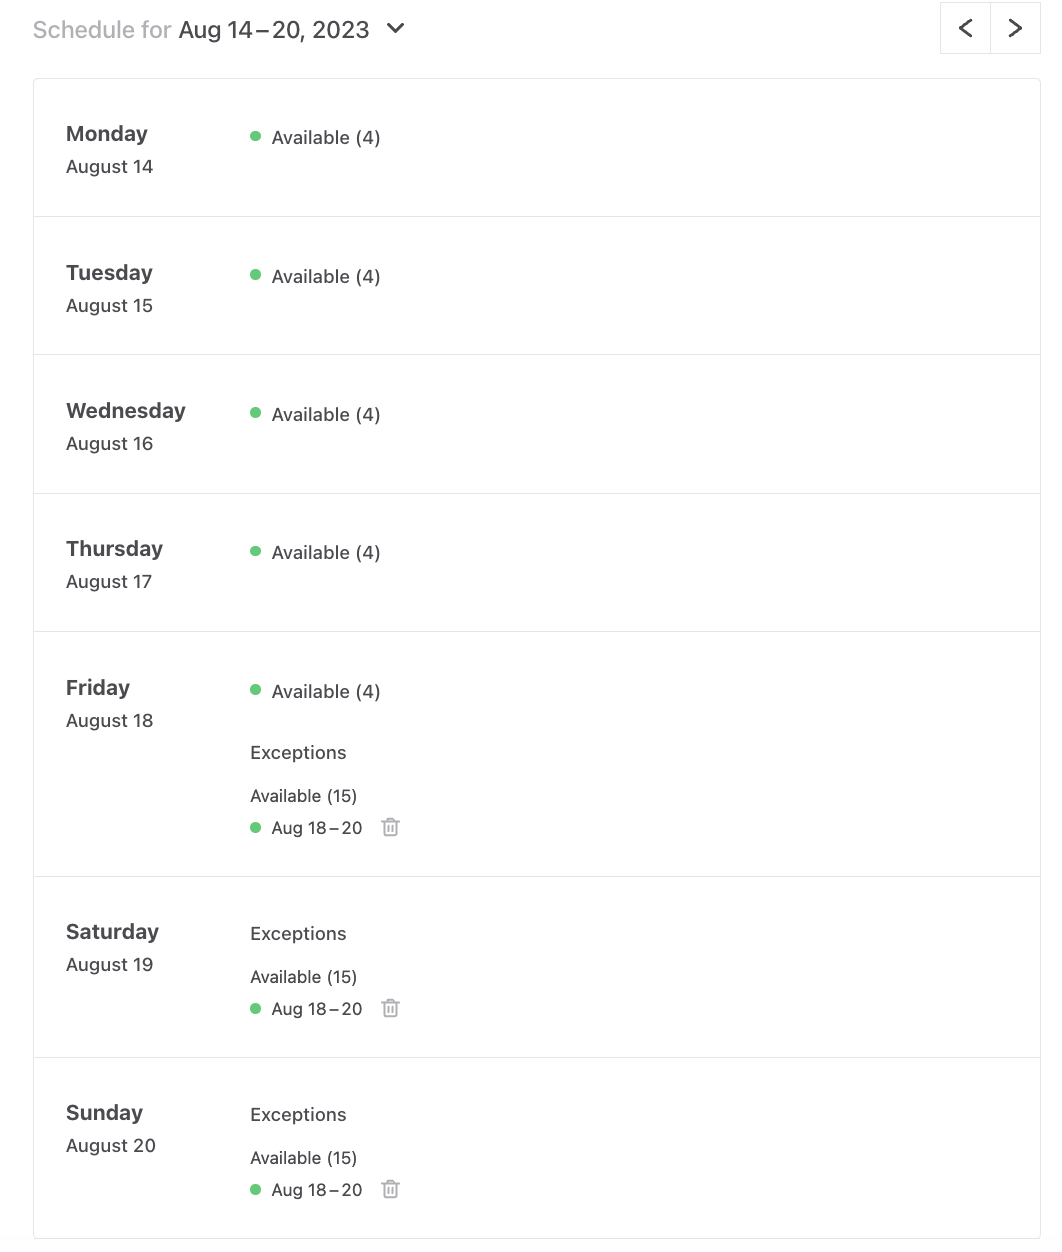 Schedule for Aug 14–20, 2023
Monday
Available (4)
August 14
Tuesday
Available (4)
August 15
Wednesday
Available (4)
August 16
Thursday
Available (4)
August 17
Friday
Available (4)
August 18
Exceptions
Available (15)
Aug 18–20
Saturday
Exceptions
August 19
Available (15)
Aug 18–20
Sunday
Exceptions
August 20
Available (15)
Aug 18–20